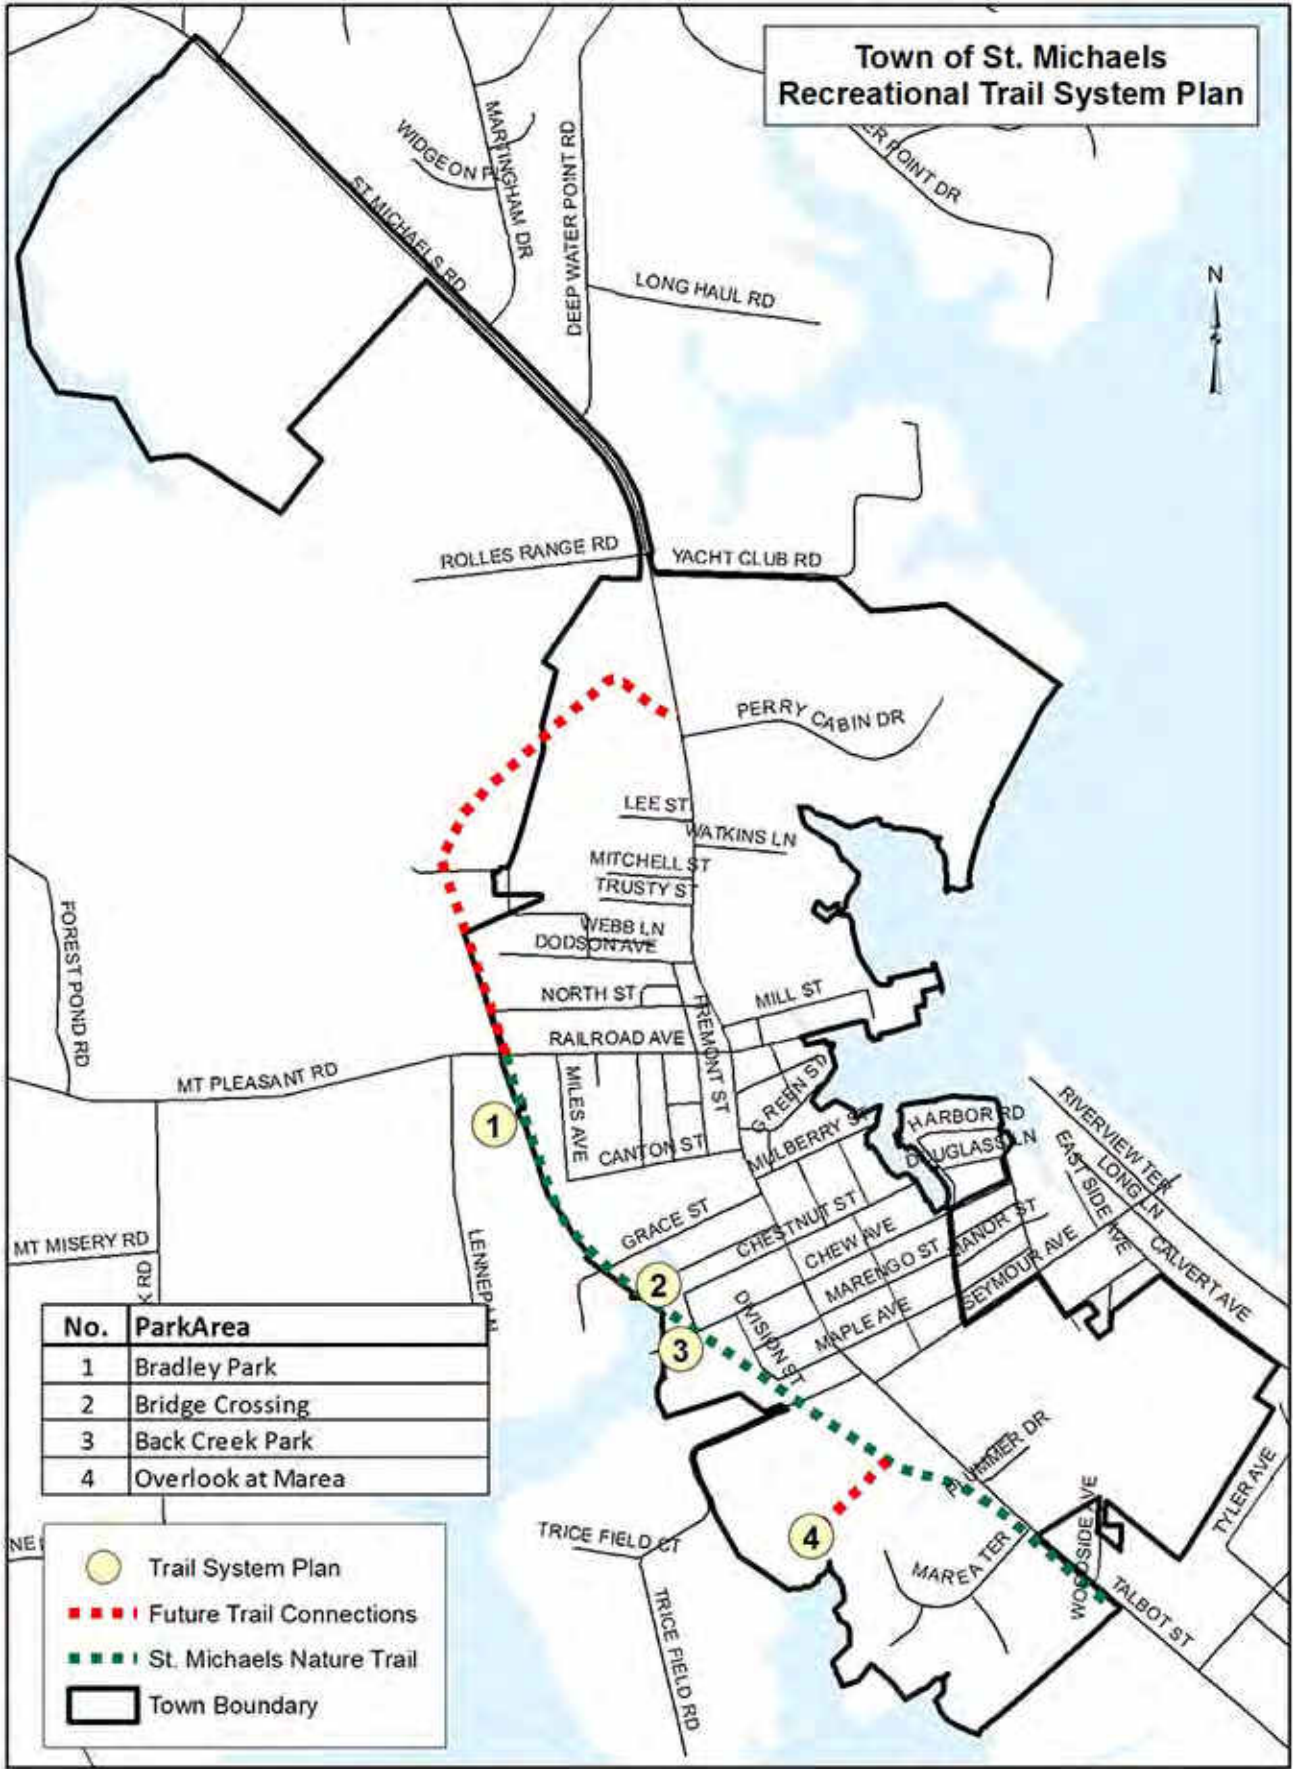 Town of St. Michaels
Recreational Trail System Plan
MARTINGHAM DR
WIDGEON PL
DEEP WATER POINT RD
ER POINT DR
ST MICHAELS RD
LONG HAUL RD
N
ROLLES RANGE RD
YACHT CLUB RD
PERRY CABIN DR
LEE ST
WATKINS LN
MITCHELL ST
TRUSTY ST
FOREST POND RD
WEBB LN
DODSON AVE
NORTH ST
FREMONT ST
MILL ST
RAILROAD AVE
MT PLEASANT RD
MILES AVE
GREEN ST
HARBOR RD
RIVERVIEW TER
1
CANTON ST
MULBERRY ST
DOUGLASS LN
EAST SIDE AVE
LONG LN
GRACE ST
CHESTNUT ST
CHEW AVE
MANOR ST
CALVERT AVE
MT MISERY RD
LENNEP LN
X RD
2
MARENGO ST
SEYMOUR AVE
DIVISION ST
MAPLE AVE
3
No. ParkArea
1 Bradley Park
2 Bridge Crossing
3 Back Creek Park
4 Overlook at Marea
PLUMMER DR
TYLER AVE
WOODSIDE AVE
4
TRICE FIELD CT
MAREA TER
TALBOT ST
TRICE FIELD RD
NE
Trail System Plan
Future Trail Connections
St. Michaels Nature Trail
Town Boundary